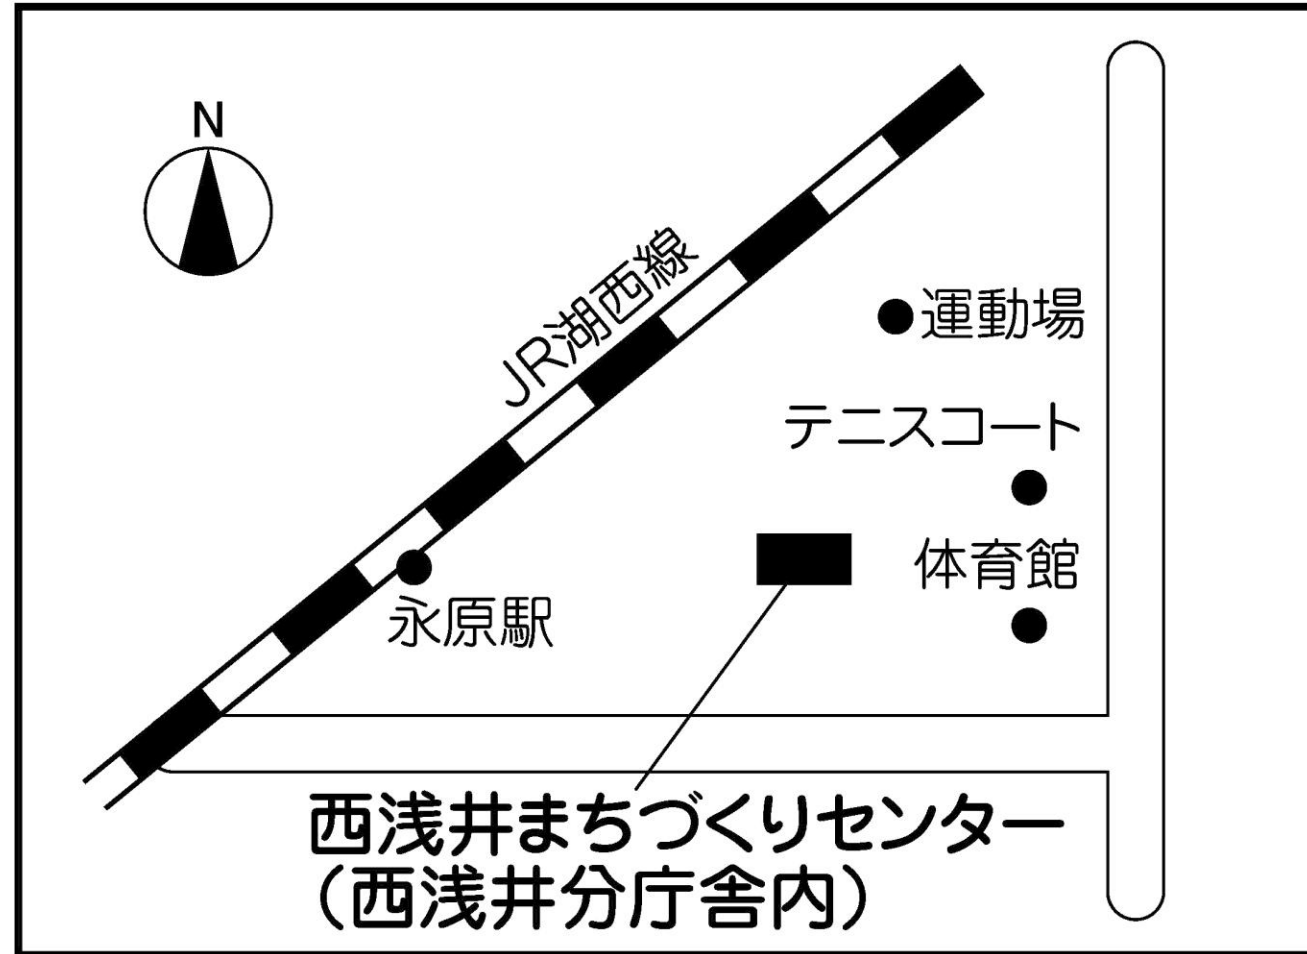 N
JR湖西線
運動場
テニスコート
体育館
永原駅
西浅井まちづくりセンター
（西浅井分庁舎内）